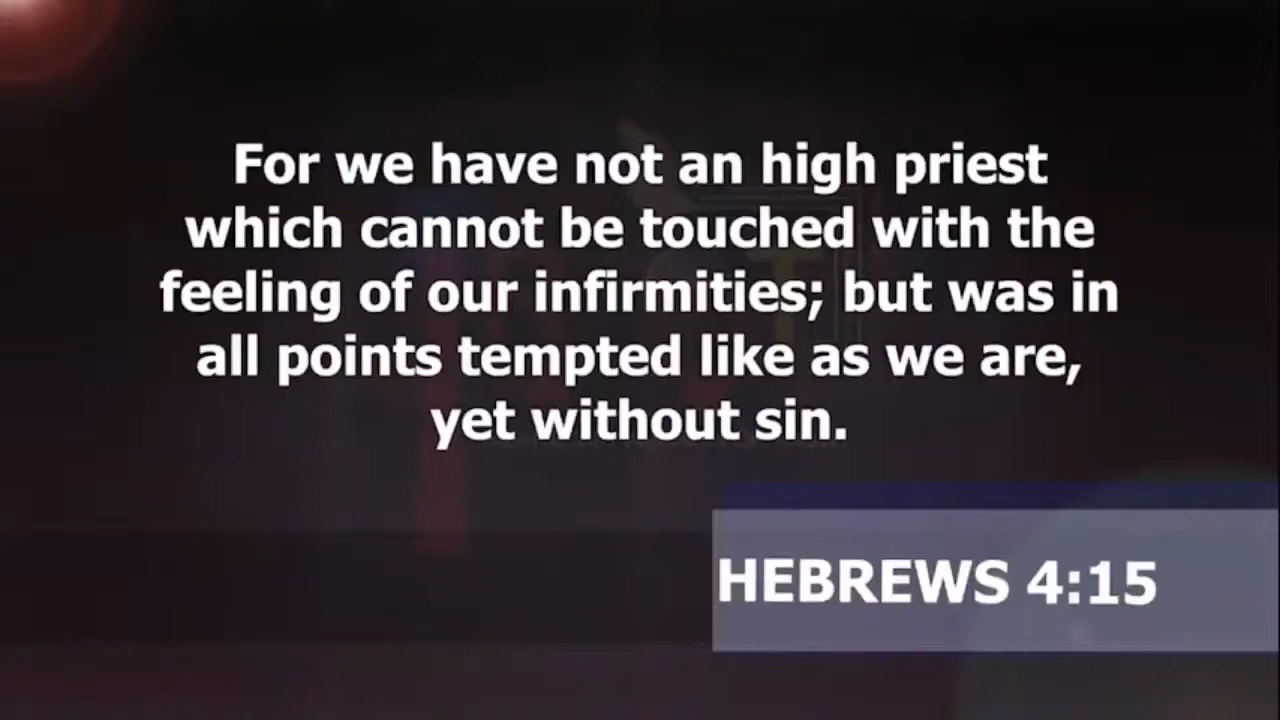 For we have not an high priest
which cannot be touched with the
feeling of our infirmities; but was in
all points tempted like as we are,
yet without sin.
HEBREWS 4:15